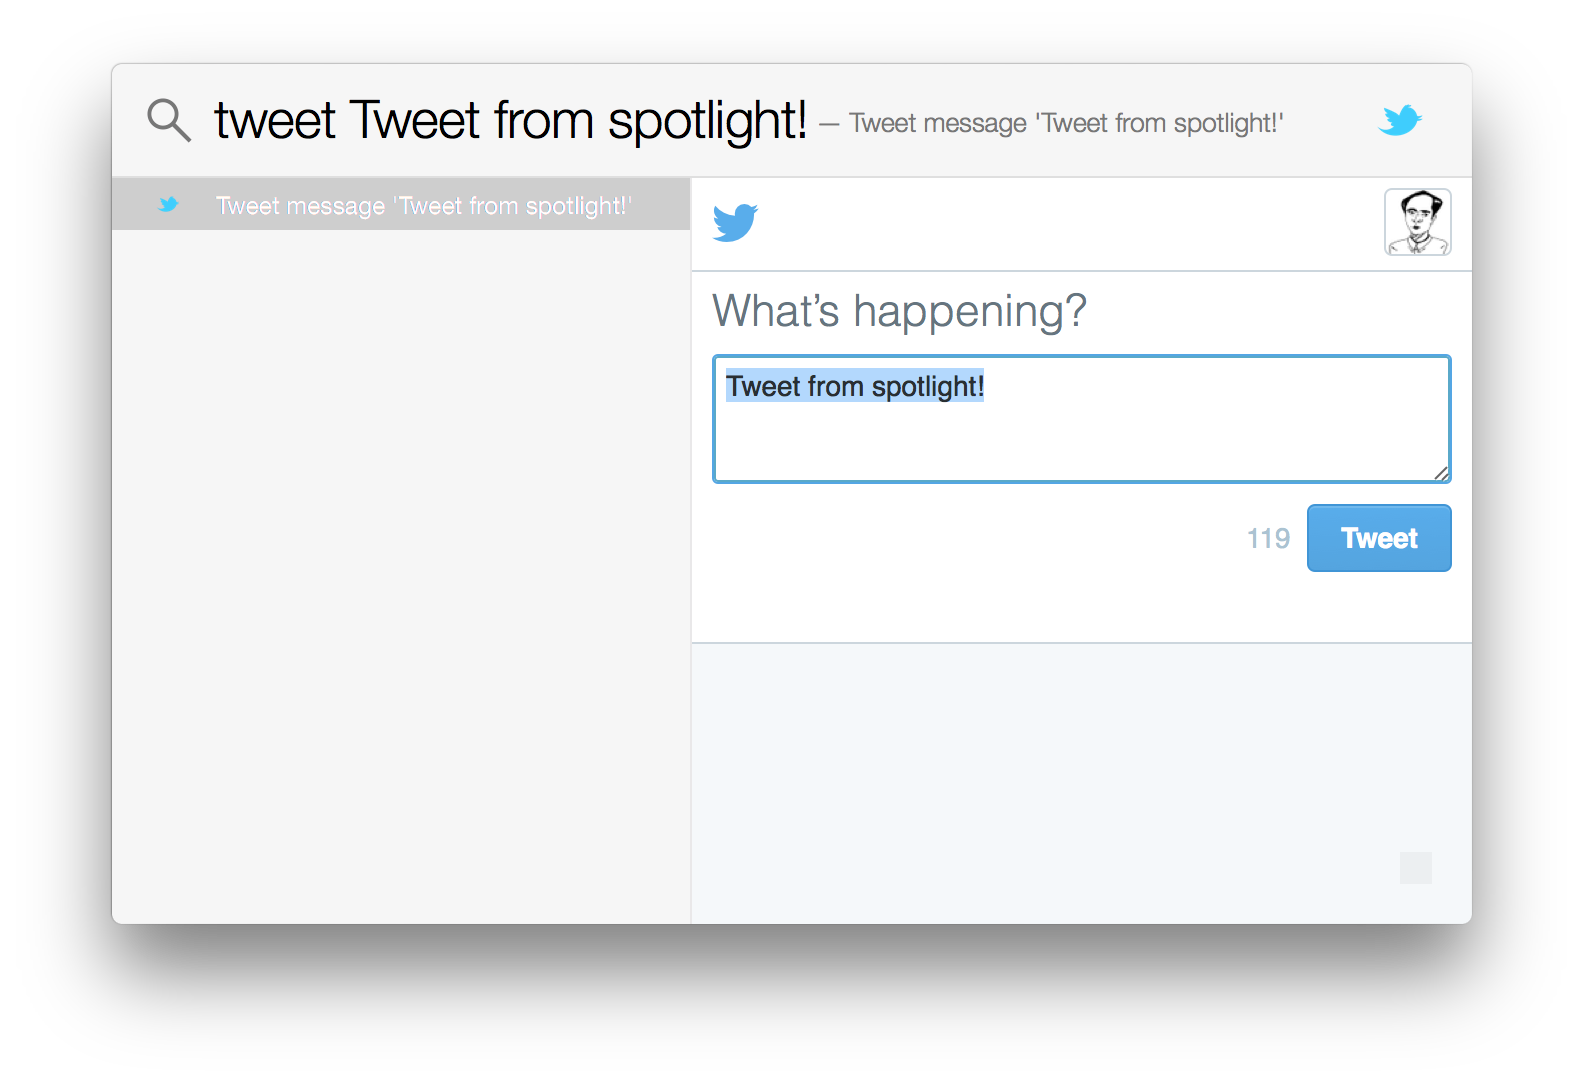 tweet Tweet from spotlight! — Tweet message 'Tweet from spotlight!'
Tweet message 'Tweet from spotlight!'
What’s happening?
Tweet from spotlight!
119 Tweet